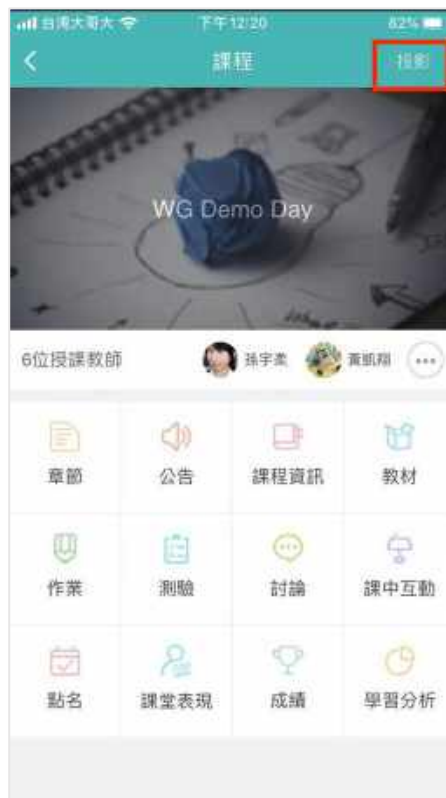 台灣大哥大 下午12:20 82%
課程 投影
WG Demo Day
6位授課教師 孫宇柔 黃凱翔
章節 公告 課程資訊 教材
作業 測驗 討論 課中互動
點名 課堂表現 成績 學習分析